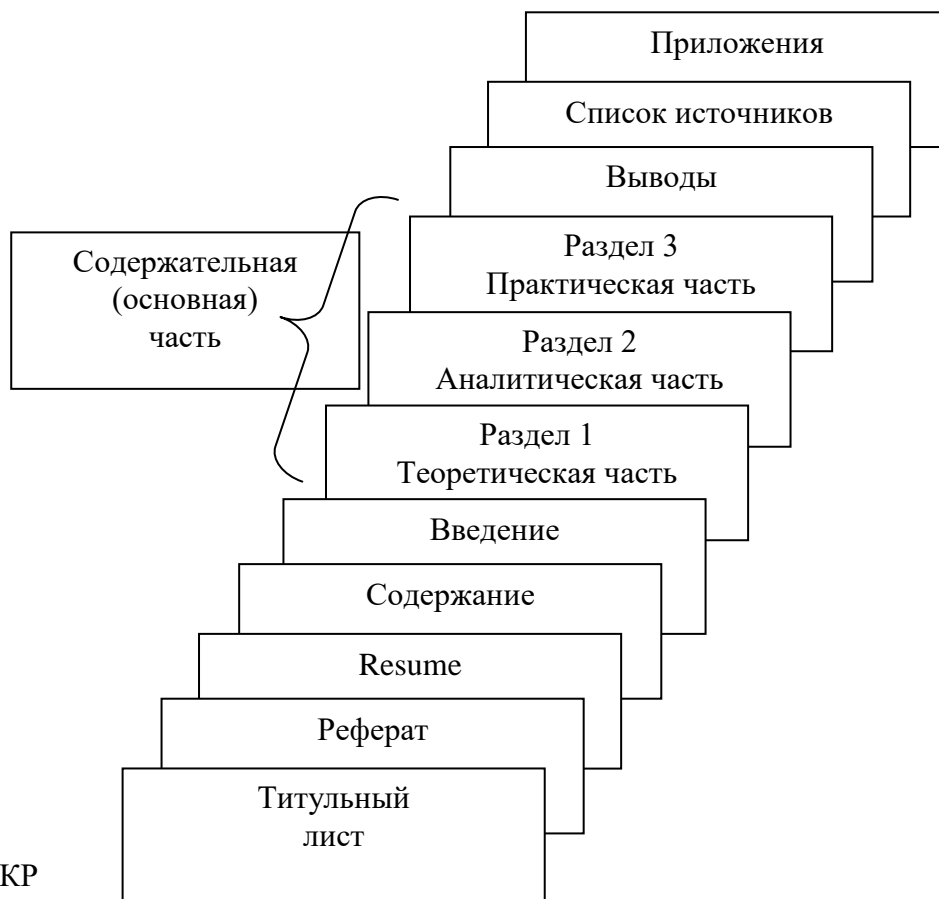 Приложения
Список источников
Выводы
Раздел 3
Практическая часть
Содержательная
(основная)
часть
Раздел 2
Аналитическая часть
Раздел 1
Теоретическая часть
Введение
Содержание
Resume
Реферат
Титульный
лист
КР